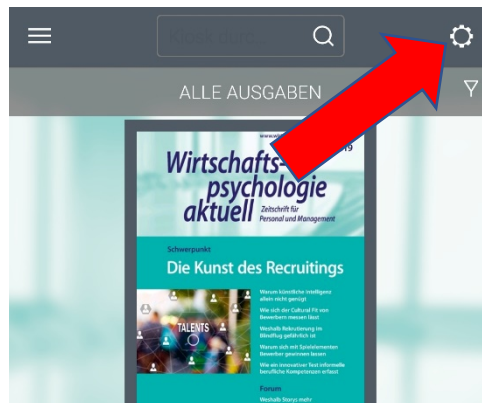 ALLE AUSGABEN
19
Wirtschafts-
psychologie
aktuell
Zeitschrift für
Personal und Management
Schwerpunkt
Die Kunst des Recruitings
Warum künstliche Intelligenz
allein nicht genügt
Wie sich der Cultural Fit von
Bewerbern messen lässt
Weshalb Rekrutierung im
Blindflug gefährlich ist
Warum sich mit Spielelementen
Bewerber gewinnen lassen
Wie ein innovativer Test informelle
berufliche Kompetenzen erfasst
TALENTS
Forum
Weshalb Storys mehr